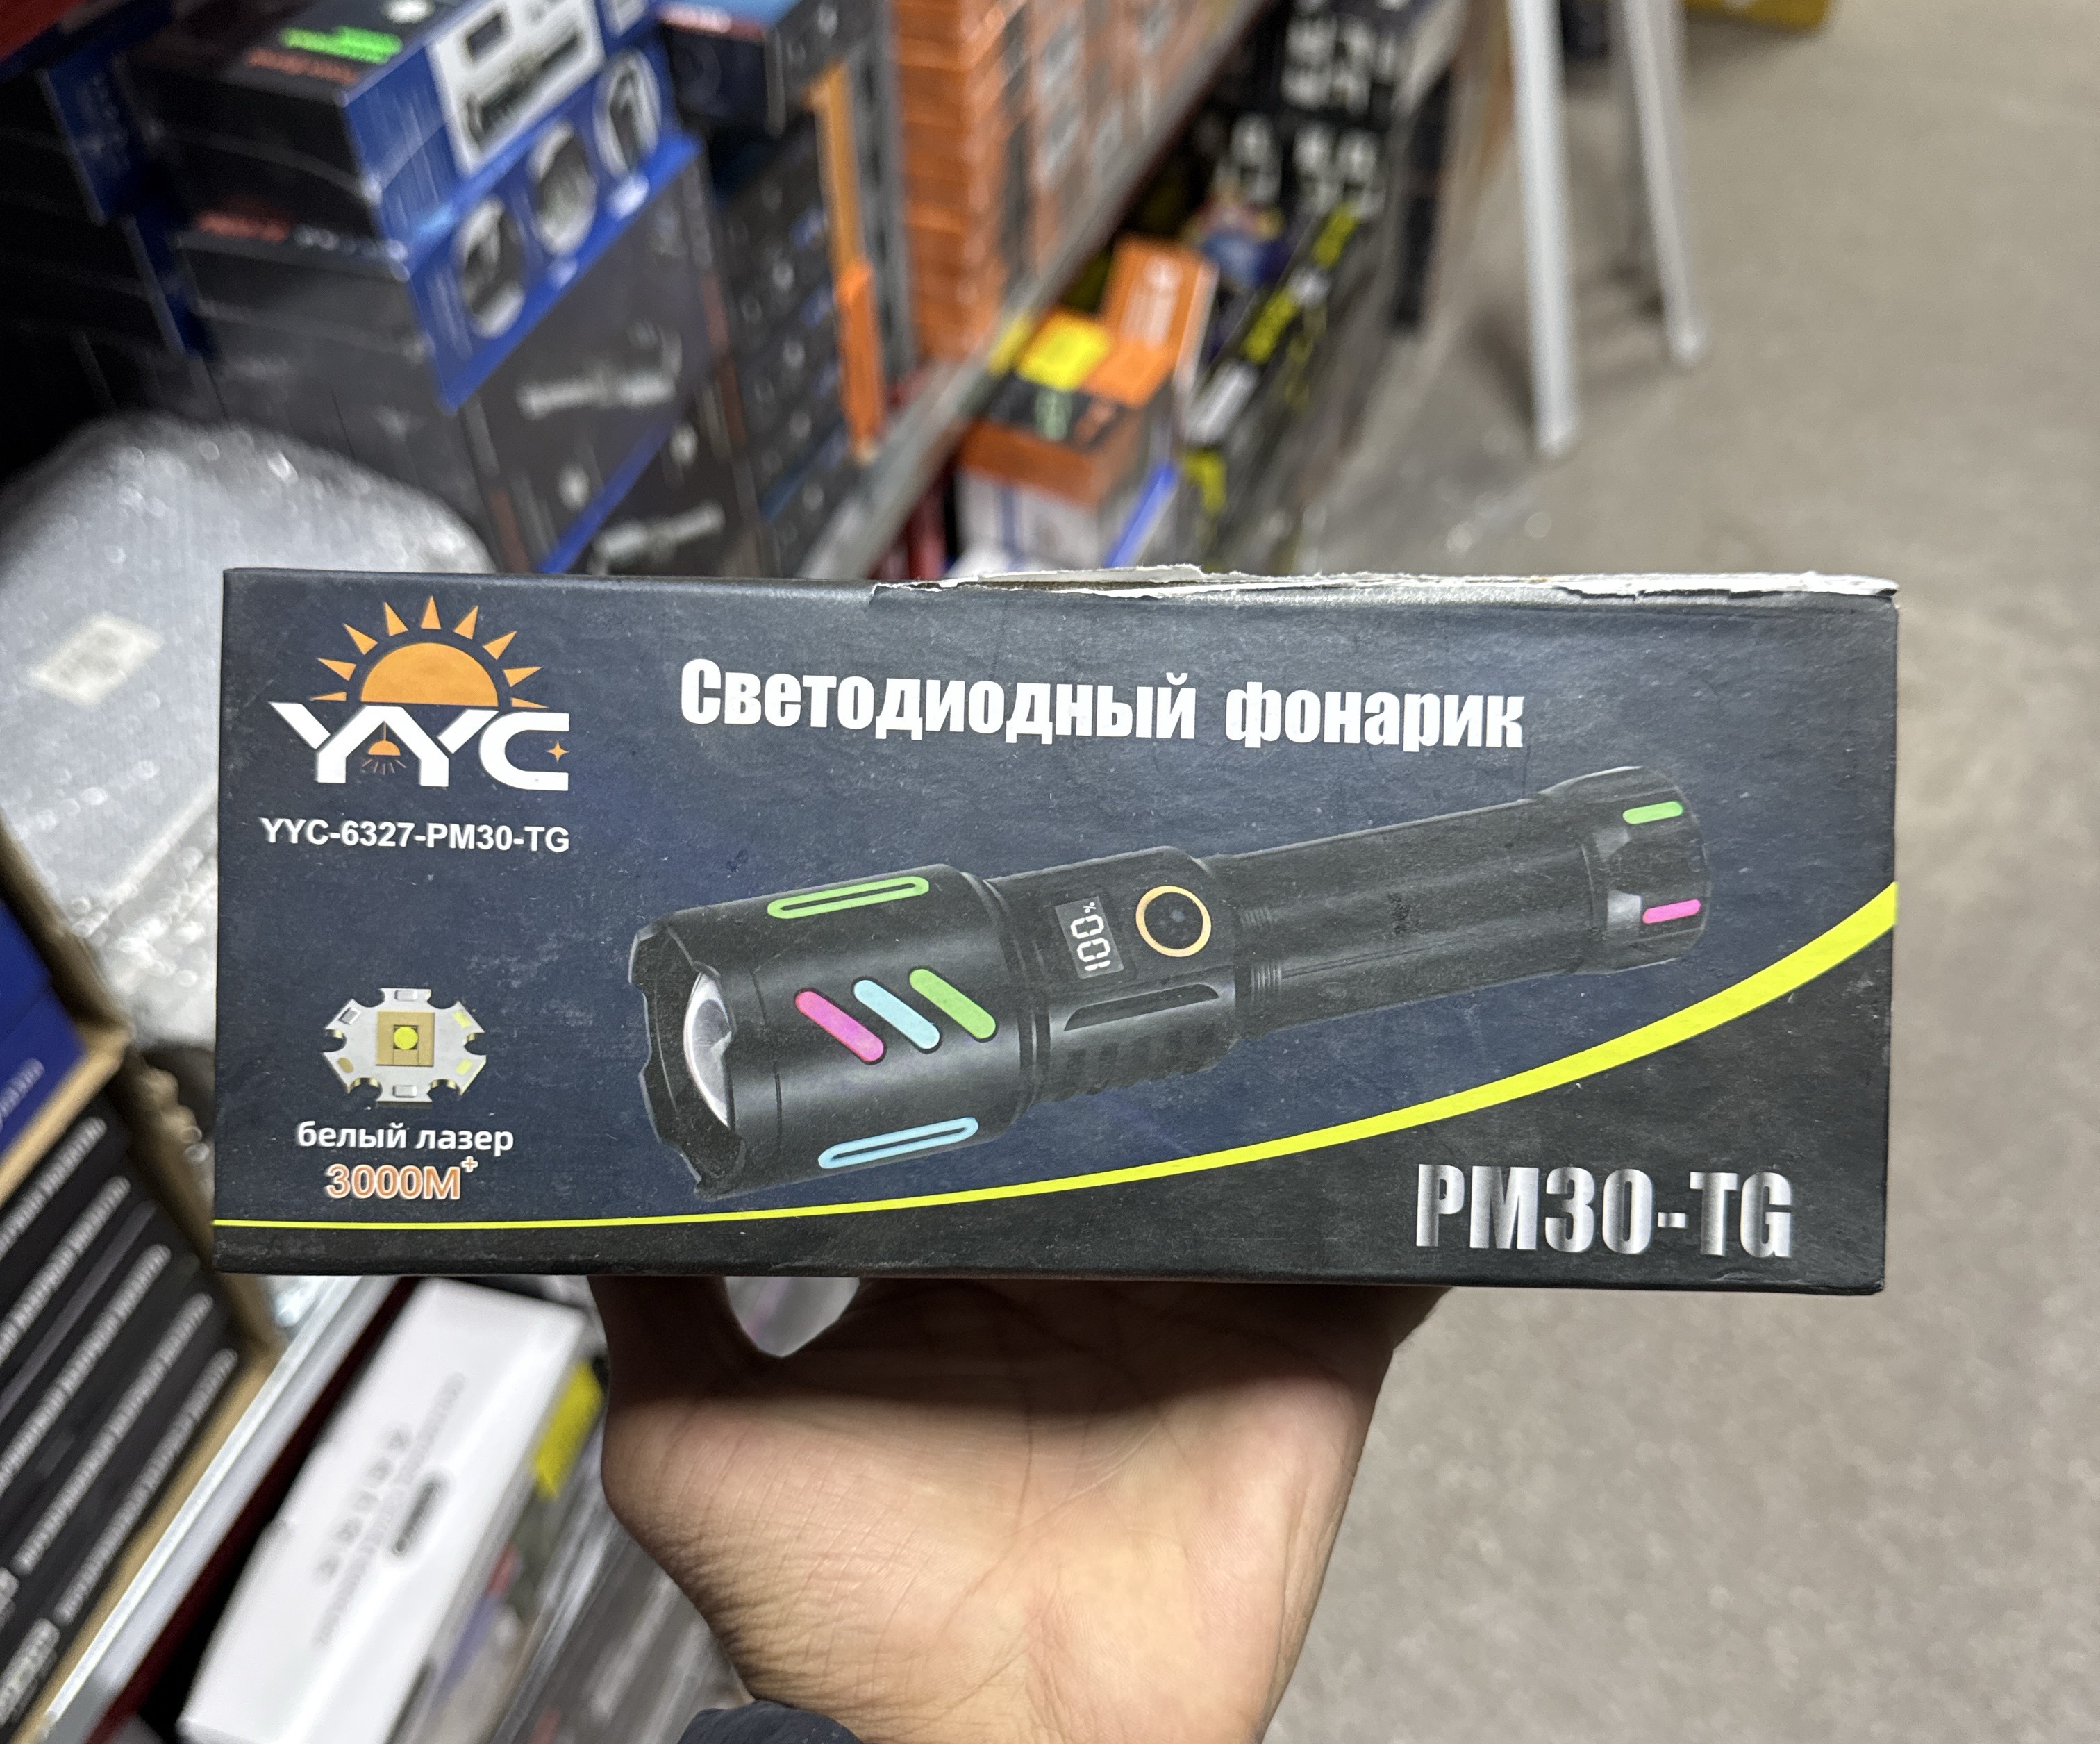 YYC
YYC-6327-PM30-TG
Светодиодный фонарик
100%
белый лазер
3000M+
PM30-TG